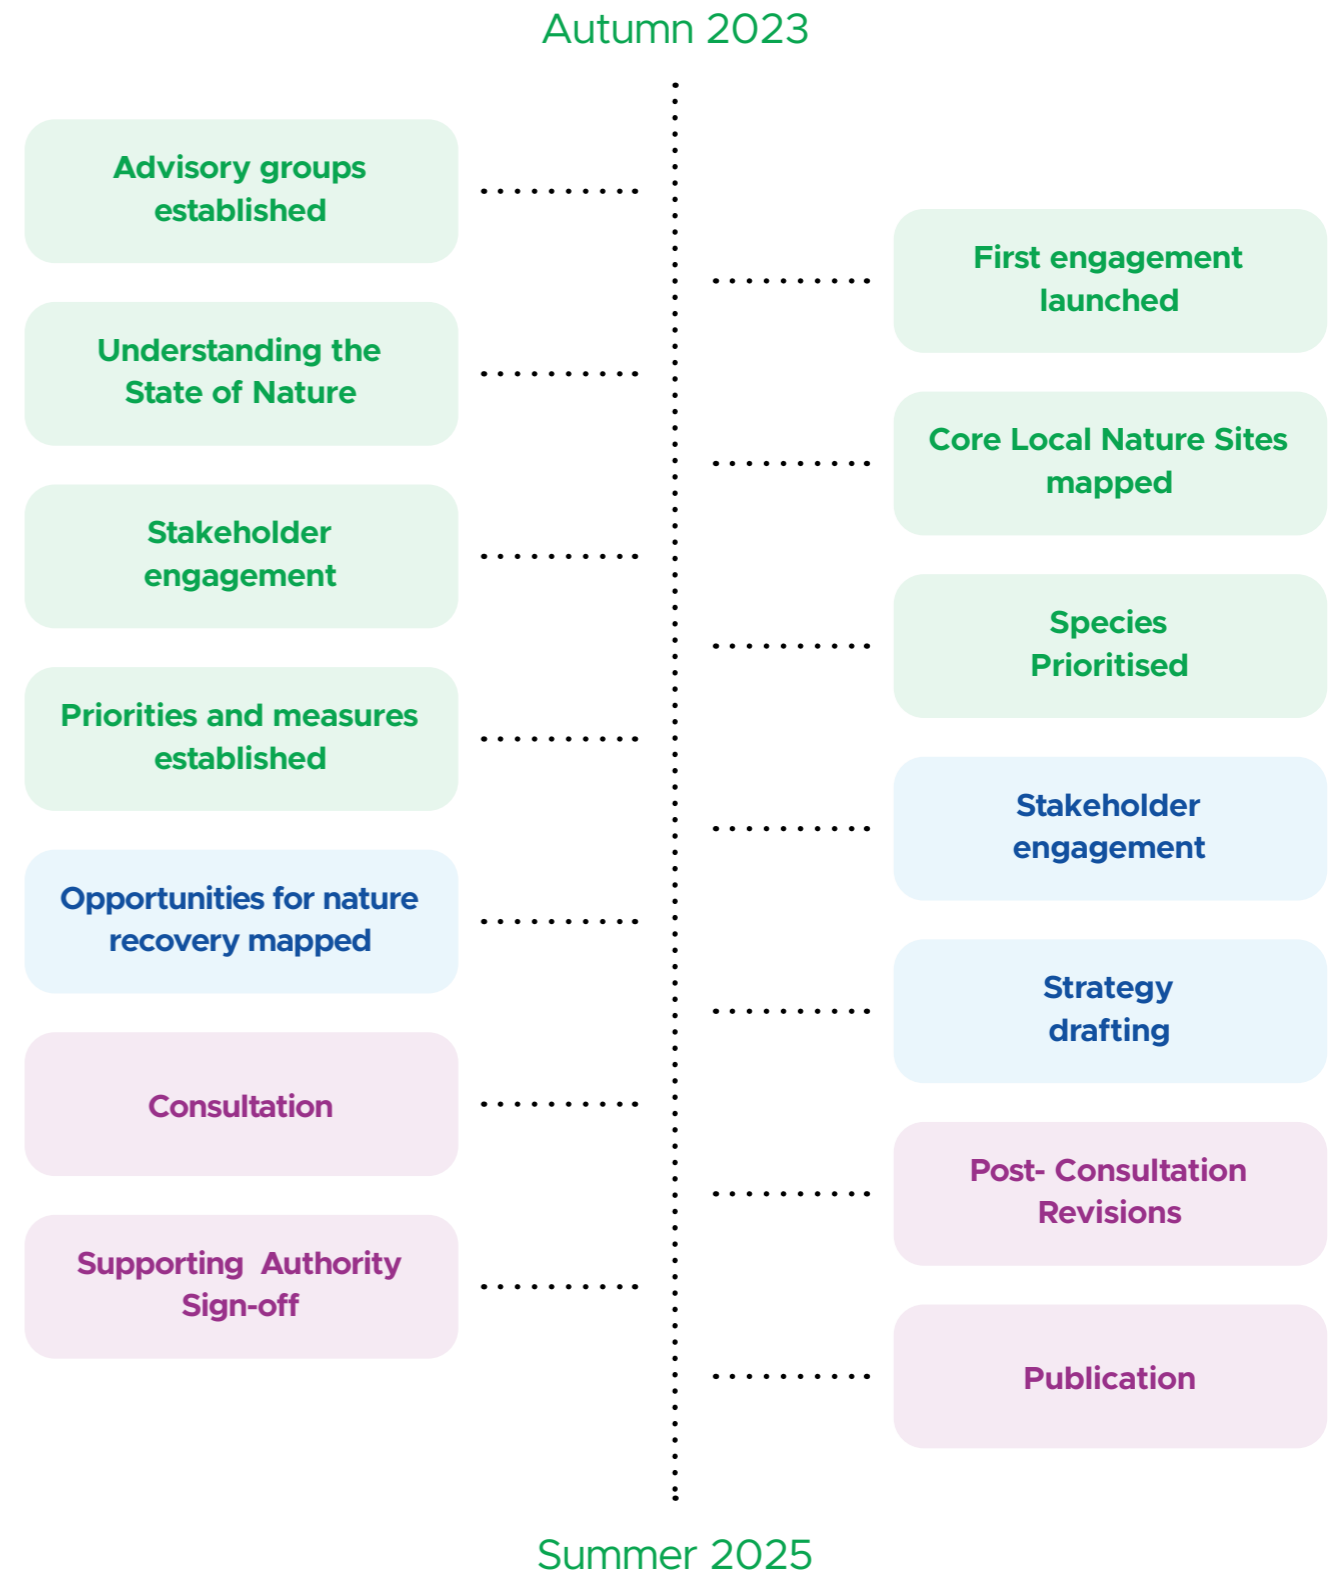 Autumn 2023
Advisory groups
established
First engagement
launched
Understanding the
State of Nature
Core Local Nature Sites
mapped
Stakeholder
engagement
Species
Prioritised
Priorities and measures
established
Stakeholder
engagement
Opportunities for nature
recovery mapped
Strategy
drafting
Consultation
Post- Consultation
Revisions
Supporting  Authority
Sign-off
Publication
Summer 2025